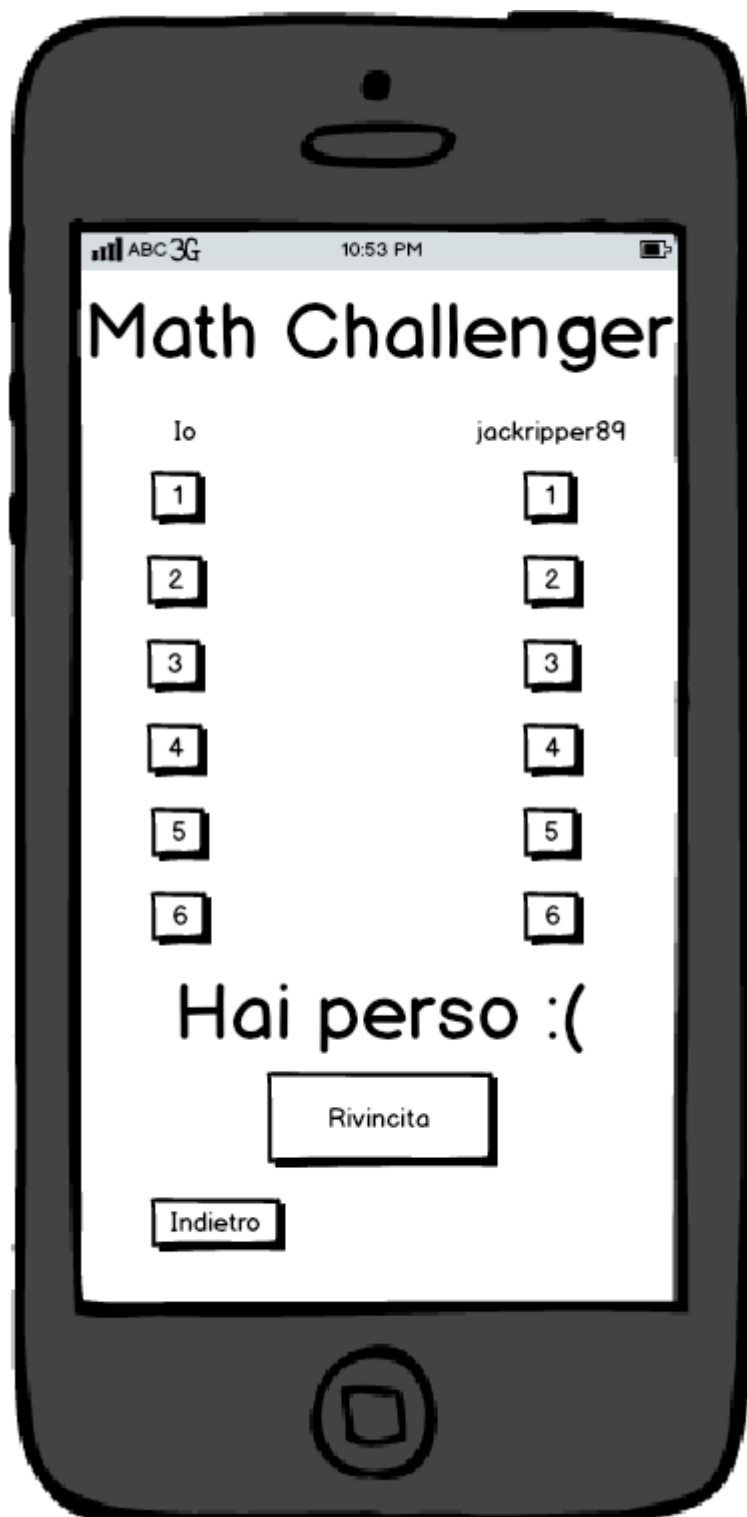 ABC 3G 10:53 PM
Math Challenger
Io jackripper89
1 1
2 2
3 3
4 4
5 5
6 6
Hai perso :(
Rivincita
Indietro